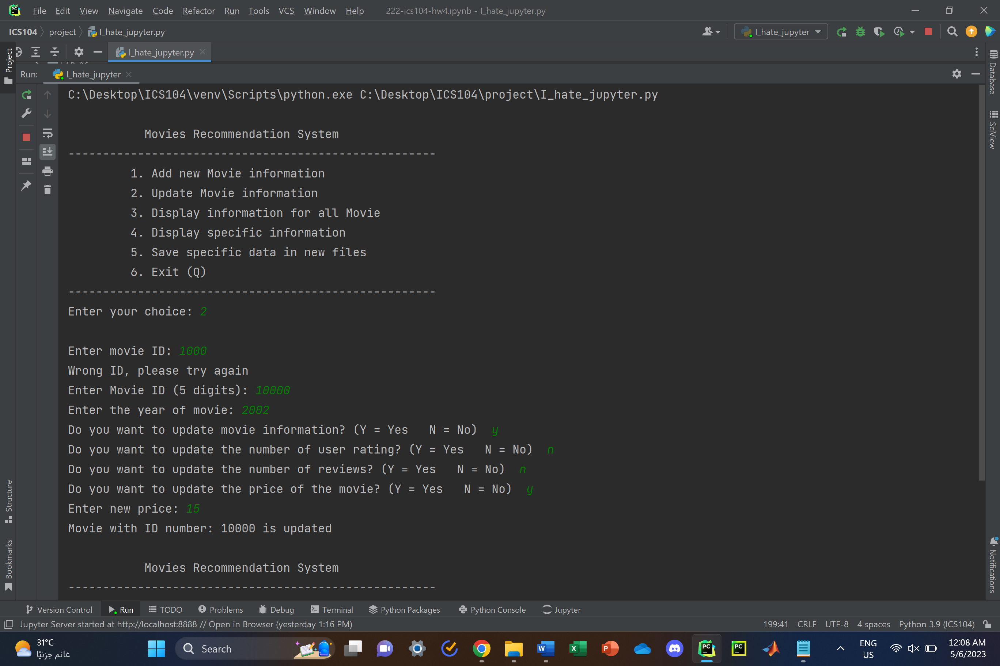 File Edit View Navigate Code Refactor Run Tools VCS Window Help 222-ics104-hw4.ipynb - I_hate_jupyter.py
ICS104 project I_hate_jupyter.py I_hate_jupyter
Project
I_hate_jupyter.py
Run: I_hate_jupyter
Database
SciView
C:\Desktop\ICS104\venv\Scripts\python.exe C:\Desktop\ICS104\project\I_hate_jupyter.py
Movies Recommendation System
-----------------------------------------------------
1. Add new Movie information
2. Update Movie information
3. Display information for all Movie
4. Display specific information
5. Save specific data in new files
6. Exit (Q)
-----------------------------------------------------
Enter your choice: 2
Enter movie ID: 1000
Wrong ID, please try again
Enter Movie ID (5 digits): 10000
Enter the year of movie: 2002
Do you want to update movie information? (Y = Yes   N = No)  y
Do you want to update the number of user rating? (Y = Yes   N = No)  n
Do you want to update the number of reviews? (Y = Yes   N = No)  n
Do you want to update the price of the movie? (Y = Yes   N = No)  y
Enter new price: 15
Movie with ID number: 10000 is updated
Movies Recommendation System
-----------------------------------------------------
Structure
Bookmarks
Notifications
Version Control Run TODO Problems Debug Terminal Python Packages Python Console Jupyter
Jupyter Server started at http://localhost:8888 // Open in Browser (yesterday 1:16 PM) 199:41 CRLF UTF-8 4 spaces Python 3.9 (ICS104)
31°C
غائم جزئيًا
Search
ENG
US
12:08 AM
5/6/2023